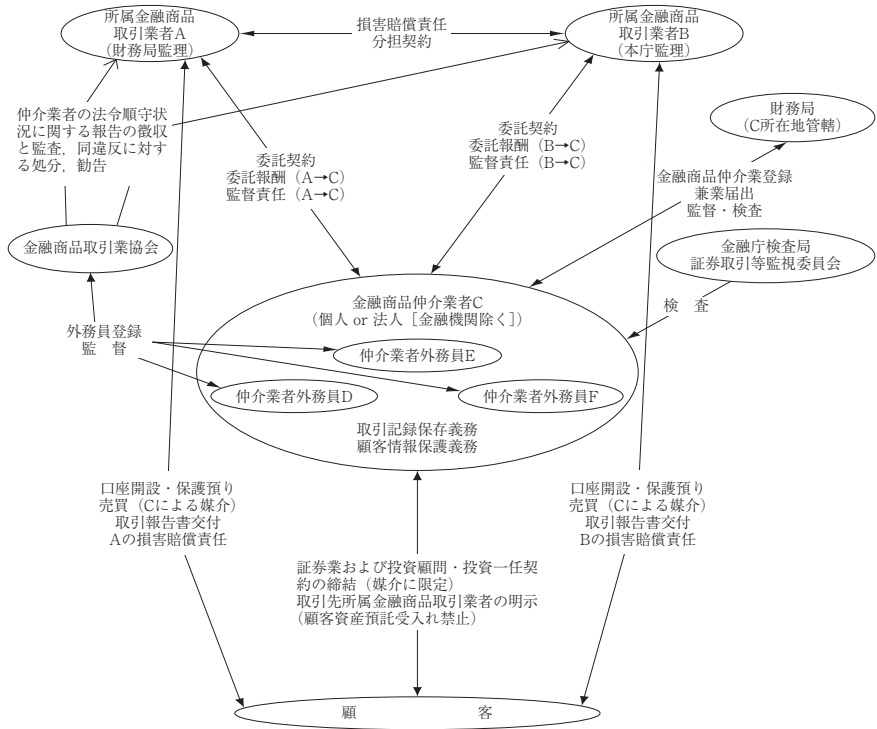 所属金融商品
取引業者A
（財務局監理）
損害賠償責任
分担契約
所属金融商品
取引業者B
（本庁監理）
仲介業者の法令順守状
況に関する報告の徴収
と監査，同違反に対す
る処分，勧告
委託契約
委託報酬（A→C）
監督責任（A→C）
委託契約
委託報酬（B→C）
監督責任（B→C）
財務局
（C所在地管轄）
金融商品仲介業登録
兼業届出
監督・検査
金融商品取引業協会
金融庁検査局
証券取引等監視委員会
検　査
外務員登録
監　督
金融商品仲介業者C
（個人 or 法人［金融機関除く］）
仲介業者外務員E
仲介業者外務員D
仲介業者外務員F
取引記録保存義務
顧客情報保護義務
口座開設・保護預り
売買（Cによる媒介）
取引報告書交付
Aの損害賠償責任
口座開設・保護預り
売買（Cによる媒介）
取引報告書交付
Bの損害賠償責任
証券業および投資顧問・投資一任契
約の締結（媒介に限定）
取引先所属金融商品取引業者の明示
（顧客資産預託受入れ禁止）
顧　客